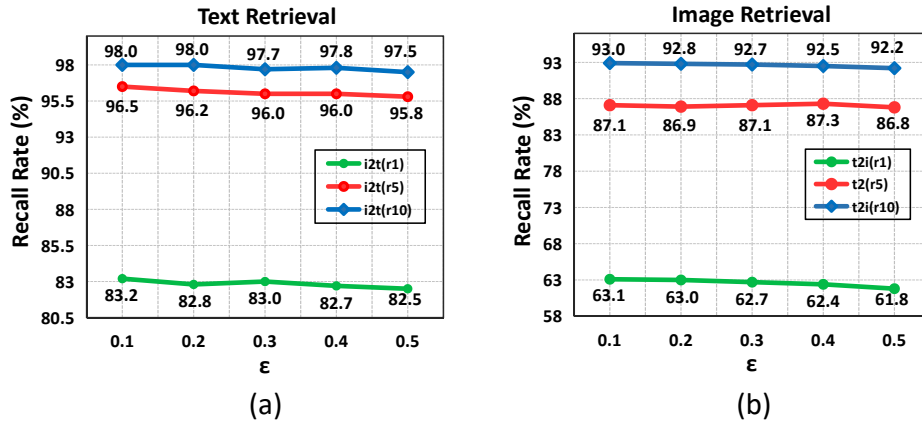 Text Retrieval
Recall Rate (%)
98
95.5
93
90.5
88
85.5
83
80.5
98.0 98.0 97.7 97.8 97.5
96.5 96.2 96.0 96.0 95.8
i2t(r1)
i2t(r5)
i2t(r10)
83.2 82.8 83.0 82.7 82.5
0.1 0.2 0.3 0.4 0.5
ε
(a)
Image Retrieval
Recall Rate (%)
93
88
83
78
73
68
63
58
93.0 92.8 92.7 92.5 92.2
87.1 86.9 87.1 87.3 86.8
t2i(r1)
t2(r5)
t2i(r10)
63.1 63.0 62.7 62.4 61.8
0.1 0.2 0.3 0.4 0.5
ε
(b)